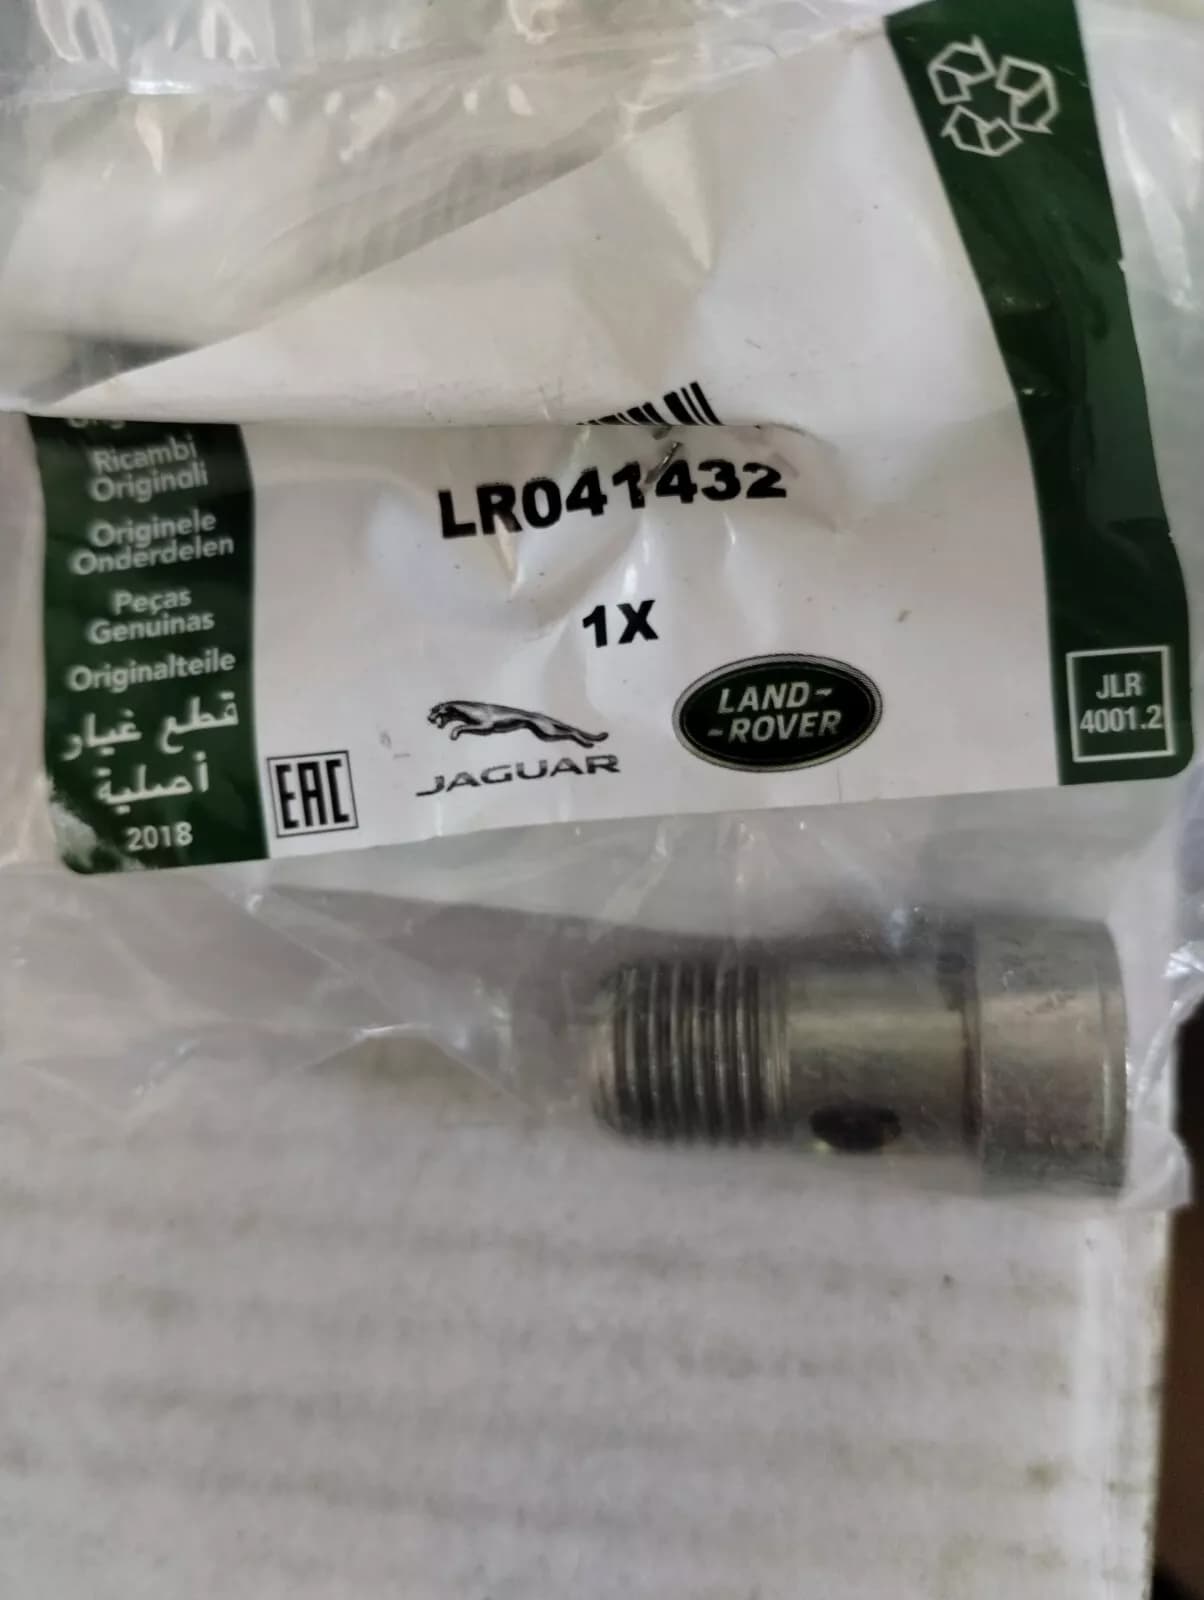 Ricambi
Originali
Originele
Onderdelen
Peças
Genuinas
Originalteile
قطع غيار
أصلية
2018
EAC
LR041432
1X
JAGUAR
LAND-
-ROVER
JLR
4001.2